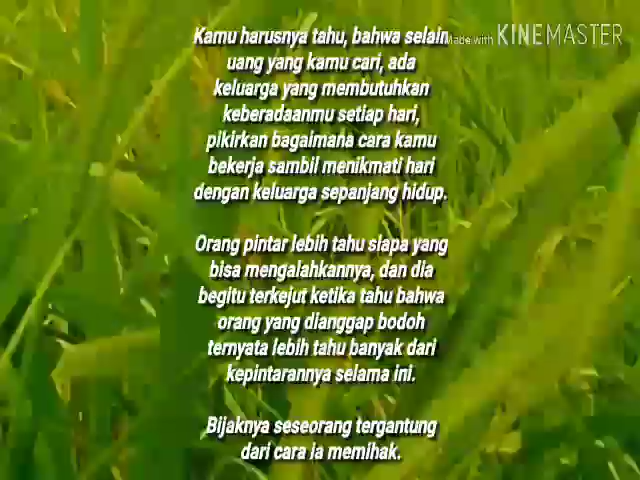 Kamu harusnya tahu, bahwa selain
Made with KINEMASTER
uang yang kamu cari, ada
keluarga yang membutuhkan
keberadaanmu setiap hari,
pikirkan bagaimana cara kamu
bekerja sambil menikmati hari
dengan keluarga sepanjang hidup.
Orang pintar lebih tahu siapa yang
bisa mengalahkannya, dan dia
begitu terkejut ketika tahu bahwa
orang yang dianggap bodoh
ternyata lebih tahu banyak dari
kepintarannya selama ini.
Bijaknya seseorang tergantung
dari cara ia memihak.